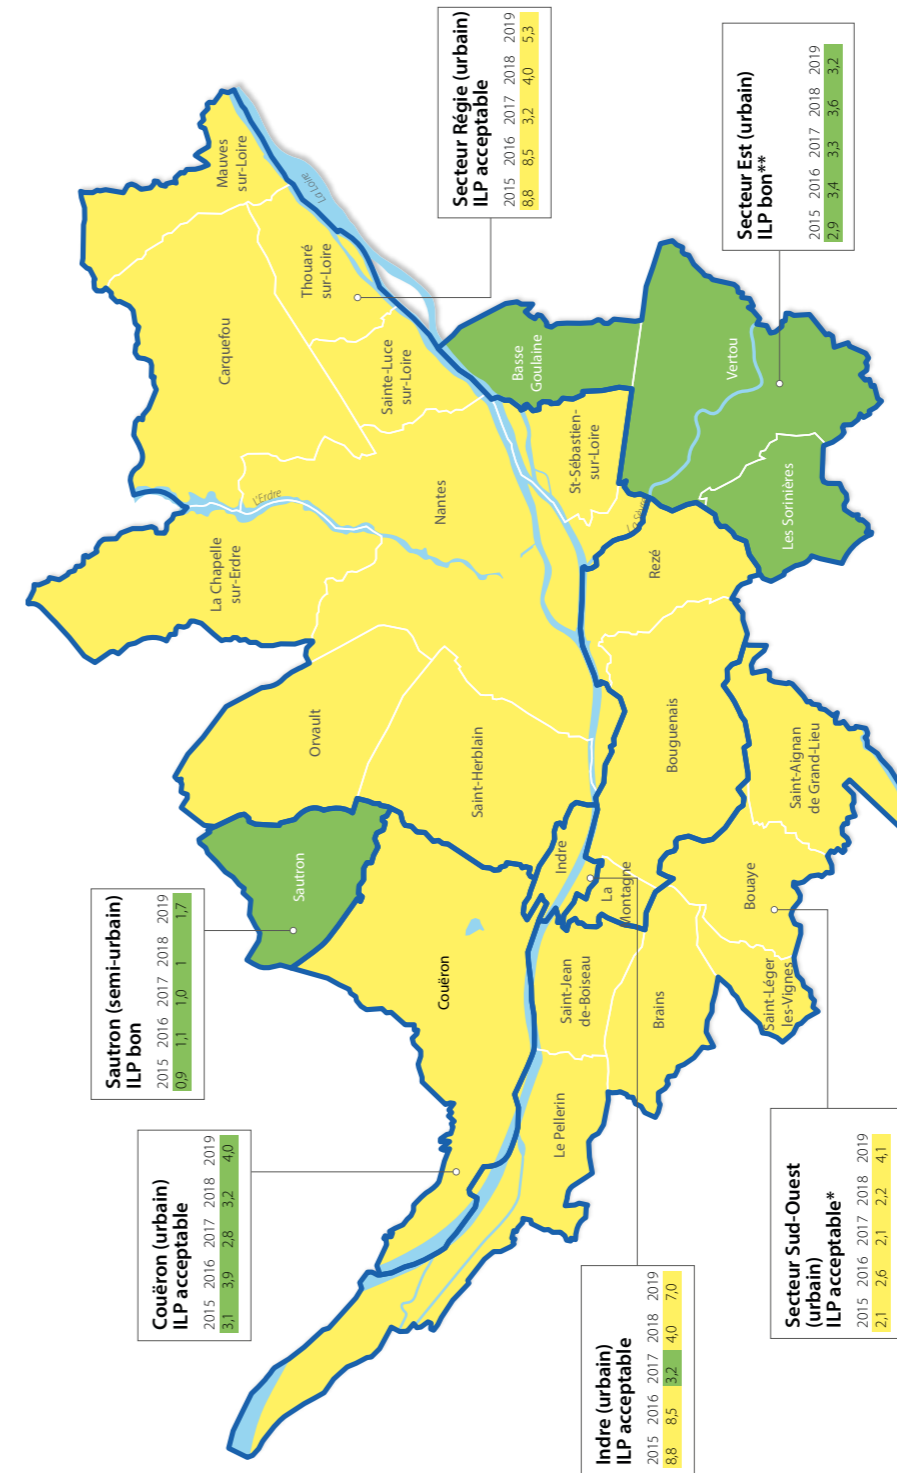 Secteur Régie (urbain)
ILP acceptable
2015 2016 2017 2018 2019
8,8 8,5 3,2 4,0 5,3
Secteur Est (urbain)
ILP bon**
2015 2016 2017 2018 2019
2,9 3,4 3,3 3,6 3,2
Sautron (semi-urbain)
ILP bon
2015 2016 2017 2018 2019
0,9 1,1 1,0 1 1,7
Couëron (urbain)
ILP acceptable
2015 2016 2017 2018 2019
3,1 3,9 2,8 3,2 4,0
Indre (urbain)
ILP acceptable
2015 2016 2017 2018 2019
8,8 8,5 3,2 4,0 7,0
Secteur Sud-Ouest
(urbain)
ILP acceptable*
2015 2016 2017 2018 2019
2,1 2,6 2,1 2,2 4,1
Mauves
sur-Loire
La Loire
Thouaré
sur-Loire
Carquefou
Sainte-Luce
sur-Loire
L'Erdre
Nantes
La Chapelle
sur-Erdre
Orvault
Saint-Herblain
Sautron
Couëron
Indre
Basse
Goulaine
St-Sébastien-
sur-Loire
Vertou
Les Sorinières
La
Rezé
Bouguenais
Saint-Aignan
de Grand-Lieu
Bouaye
La
Montagne
Saint-Jean
de-Boiseau
Brains
Saint-Léger
les-Vignes
Le Pellerin